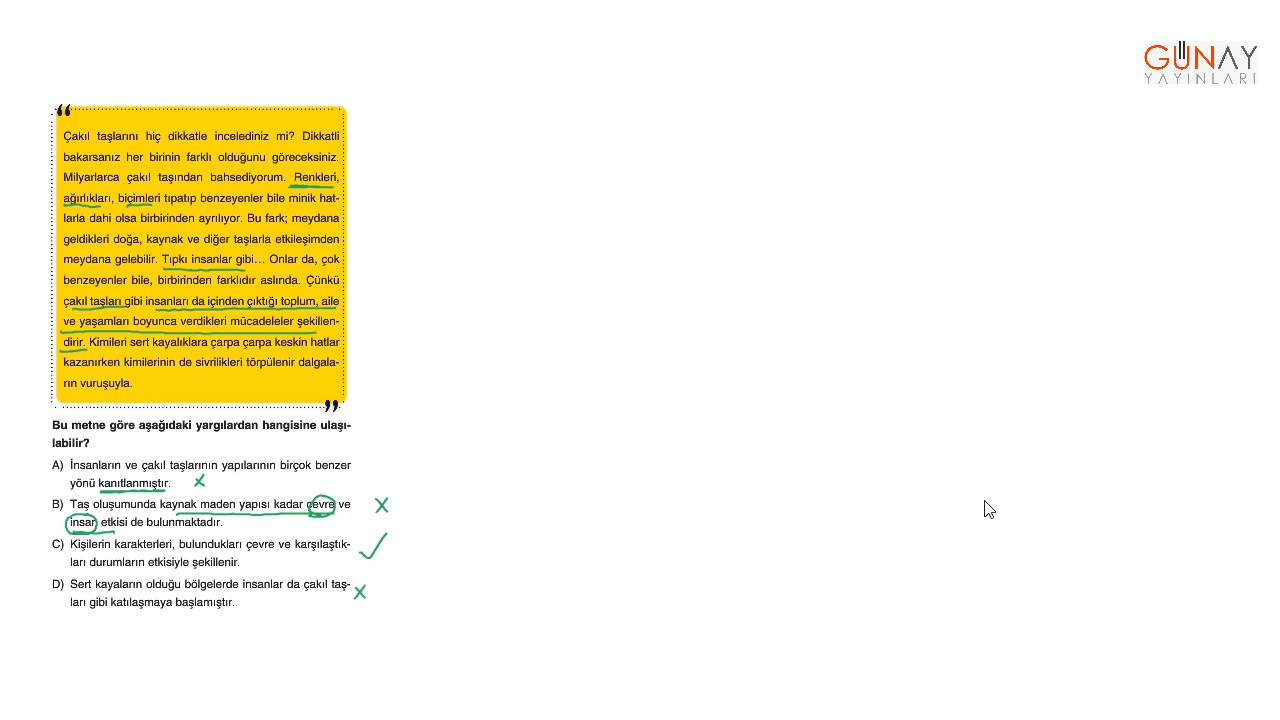 GÜNAY
YAYINLARI
“
Çakıl taşlarını hiç dikkatle incelediniz mi? Dikkatli
bakarsanız her birinin farklı olduğunu göreceksiniz.
Milyarlarca çakıl taşından bahsediyorum. Renkleri,
ağırlıkları, biçimleri tıpatıp benzeyenler bile minik hat-
larla dahi olsa birbirinden ayrılıyor. Bu fark; meydana
geldikleri doğa, kaynak ve diğer taşlarla etkileşimden
meydana gelebilir. Tıpkı insanlar gibi... Onlar da, çok
benzeyenler bile, birbirinden farklıdır aslında. Çünkü
çakıl taşları gibi insanları da içinden çıktığı toplum, aile
ve yaşamları boyunca verdikleri mücadeleler şekillen-
dirir. Kimileri sert kayalıklara çarpa çarpa keskin hatlar
kazanırken kimilerinin de sivrilikleri törpülenir dalgala-
rın vuruşuyla.
”
Bu metne göre aşağıdaki yargılardan hangisine ulaşı-
labilir?
A) İnsanların ve çakıl taşlarının yapılarının birçok benzer
yönü kanıtlanmıştır.
B) Taş oluşumunda kaynak maden yapısı kadar çevre ve
insan etkisi de bulunmaktadır.
C) Kişilerin karakterleri, bulundukları çevre ve karşılaştık-
ları durumların etkisiyle şekillenir.
D) Sert kayaların olduğu bölgelerde insanlar da çakıl taş-
ları gibi katılaşmaya başlamıştır.